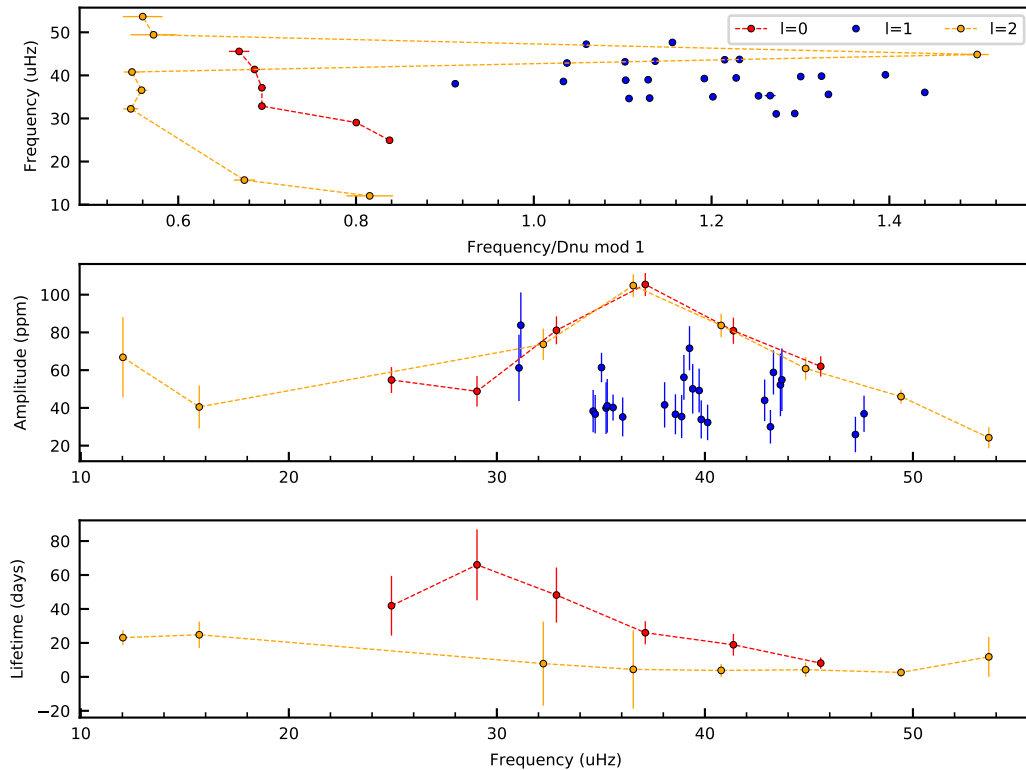 l=0 l=1 l=2
50
40
30
20
10
Frequency (uHz)
0.6 0.8 1.0 1.2 1.4
Frequency/Dnu mod 1
100
80
60
40
20
Amplitude (ppm)
10 20 30 40 50
80
60
40
20
0
−20
Lifetime (days)
10 20 30 40 50
Frequency (uHz)